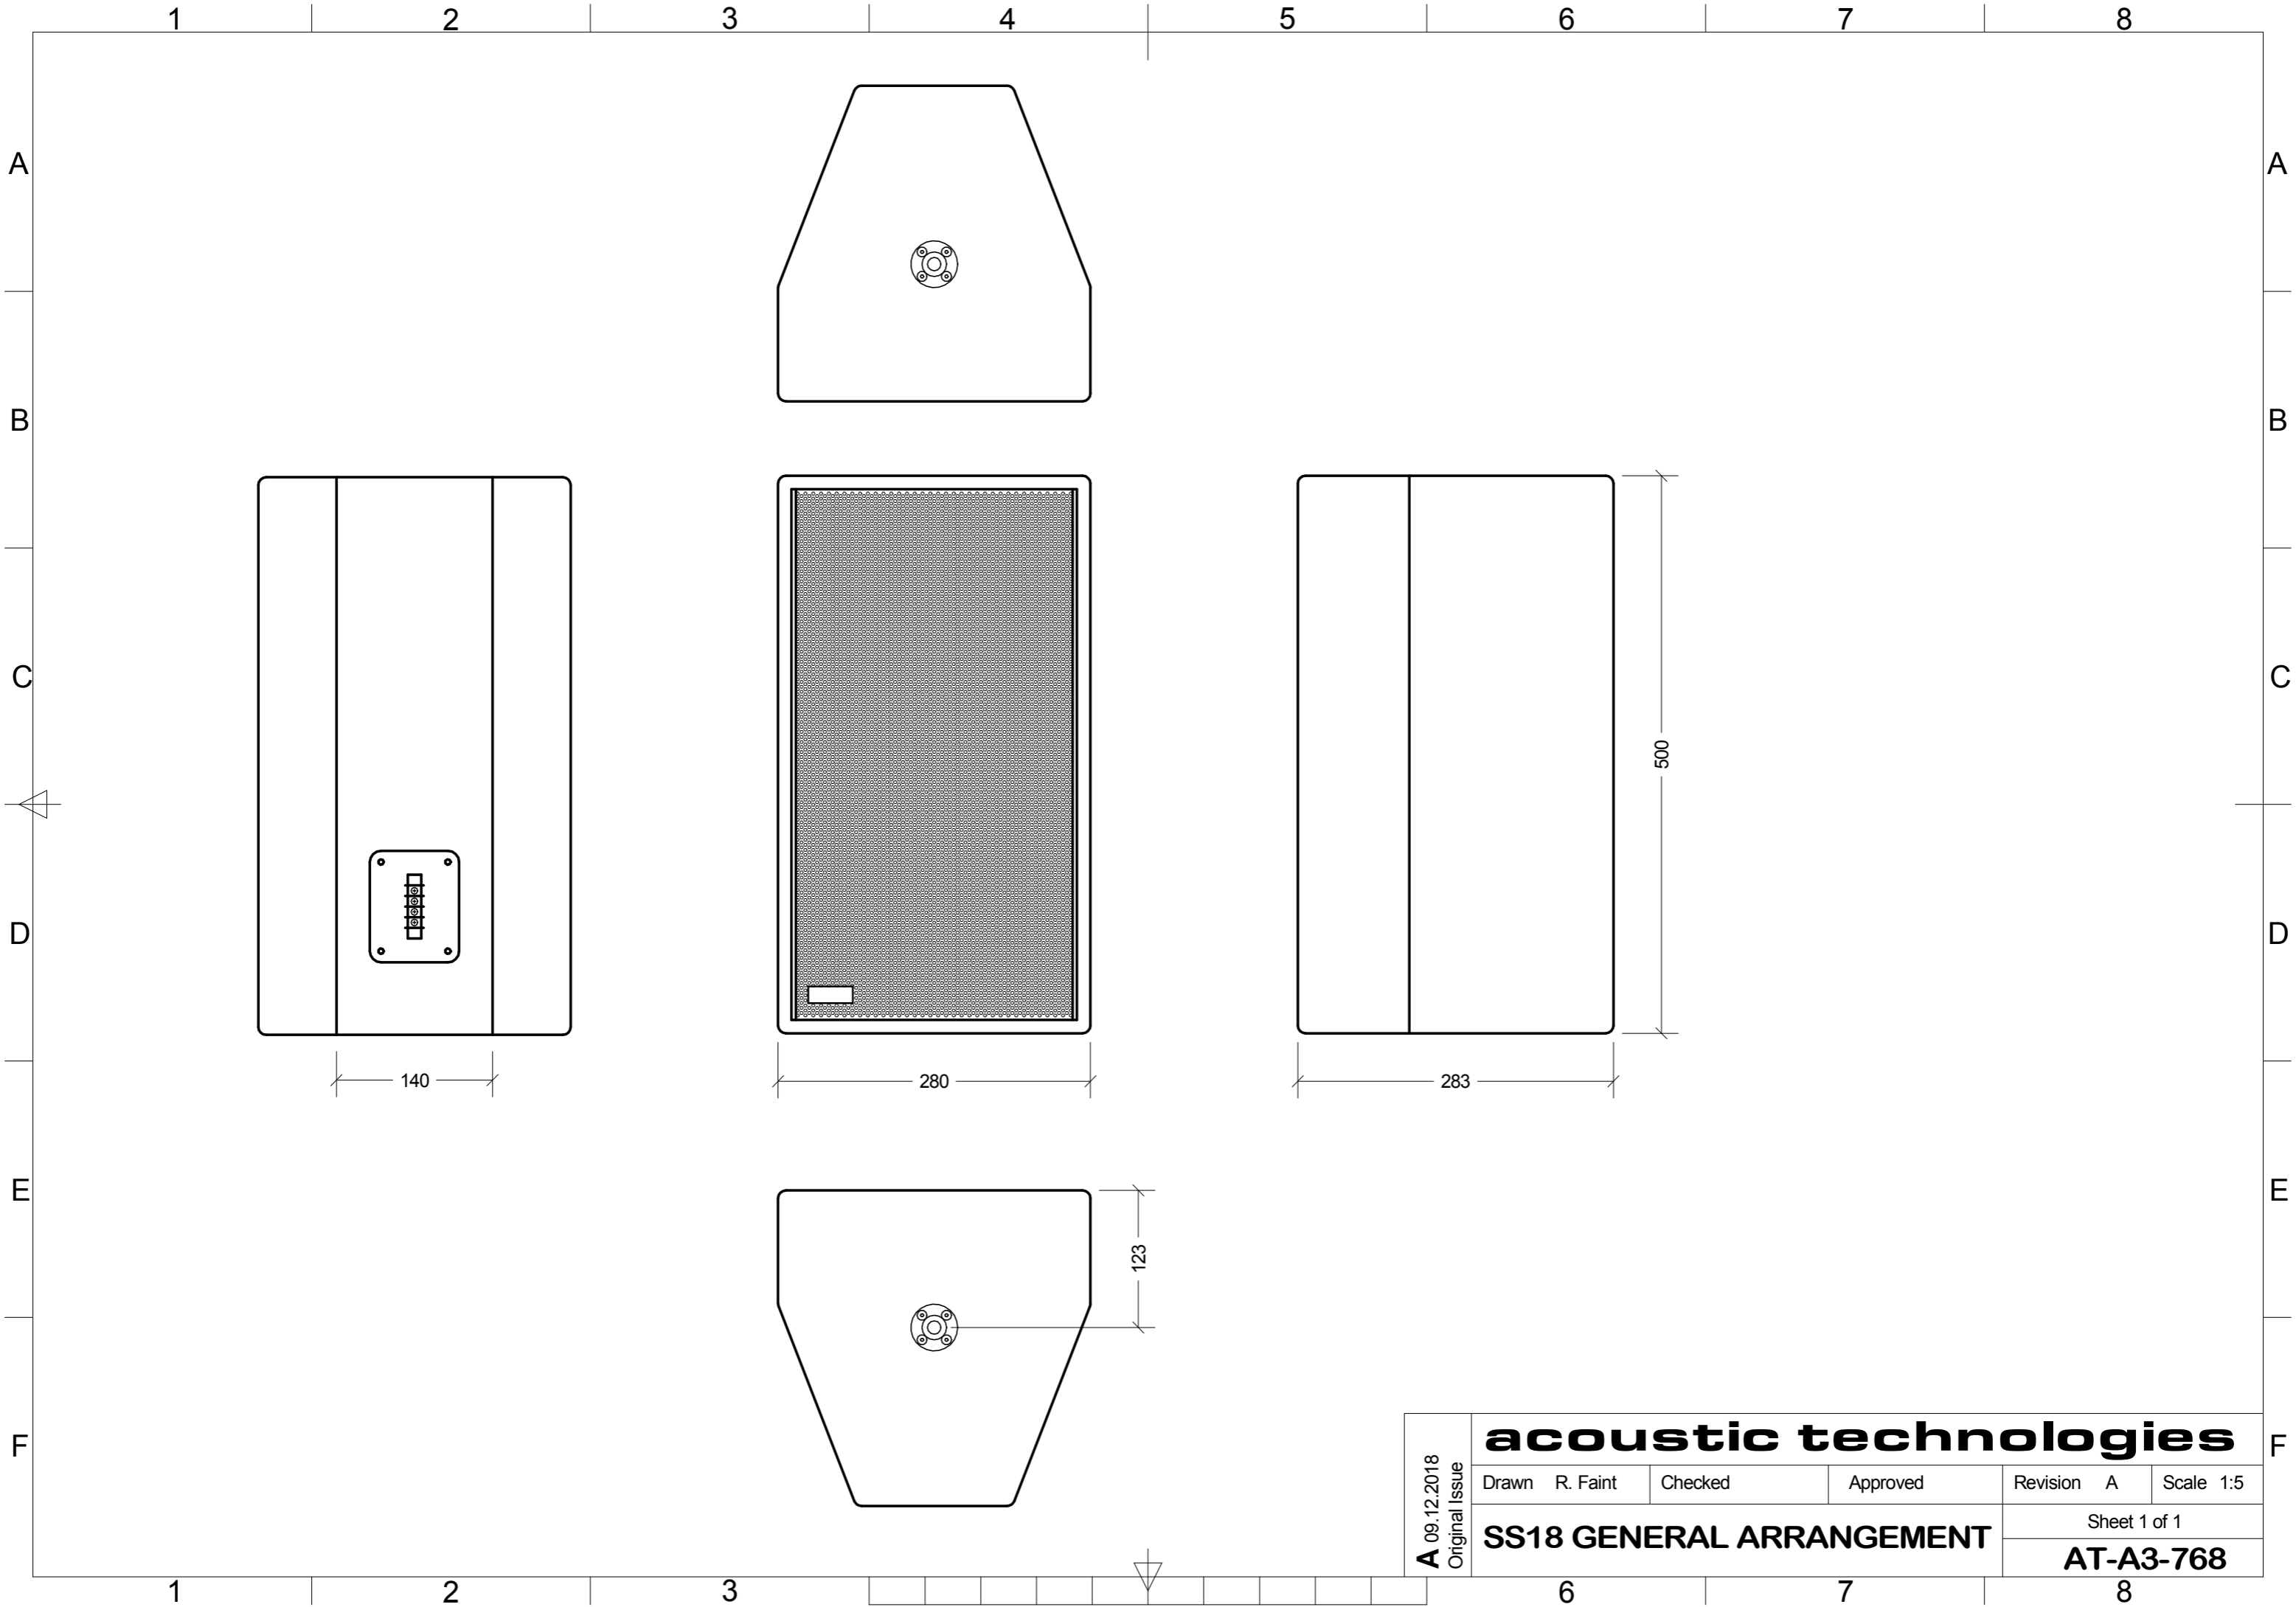 1 2 3 4 5 6 7 8
A A
B B
C C
500
D D
140 280 283
E E
123
F F
A 09.12.2018
Original Issue
acoustic technologies
Drawn R. Faint Checked Approved Revision A Scale 1:5
SS18 GENERAL ARRANGEMENT
Sheet 1 of 1
AT-A3-768
1 2 3 6 7 8